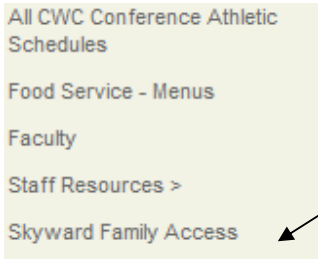 All CWC Conference Athletic
Schedules
Food Service - Menus
Faculty
Staff Resources >
Skyward Family Access